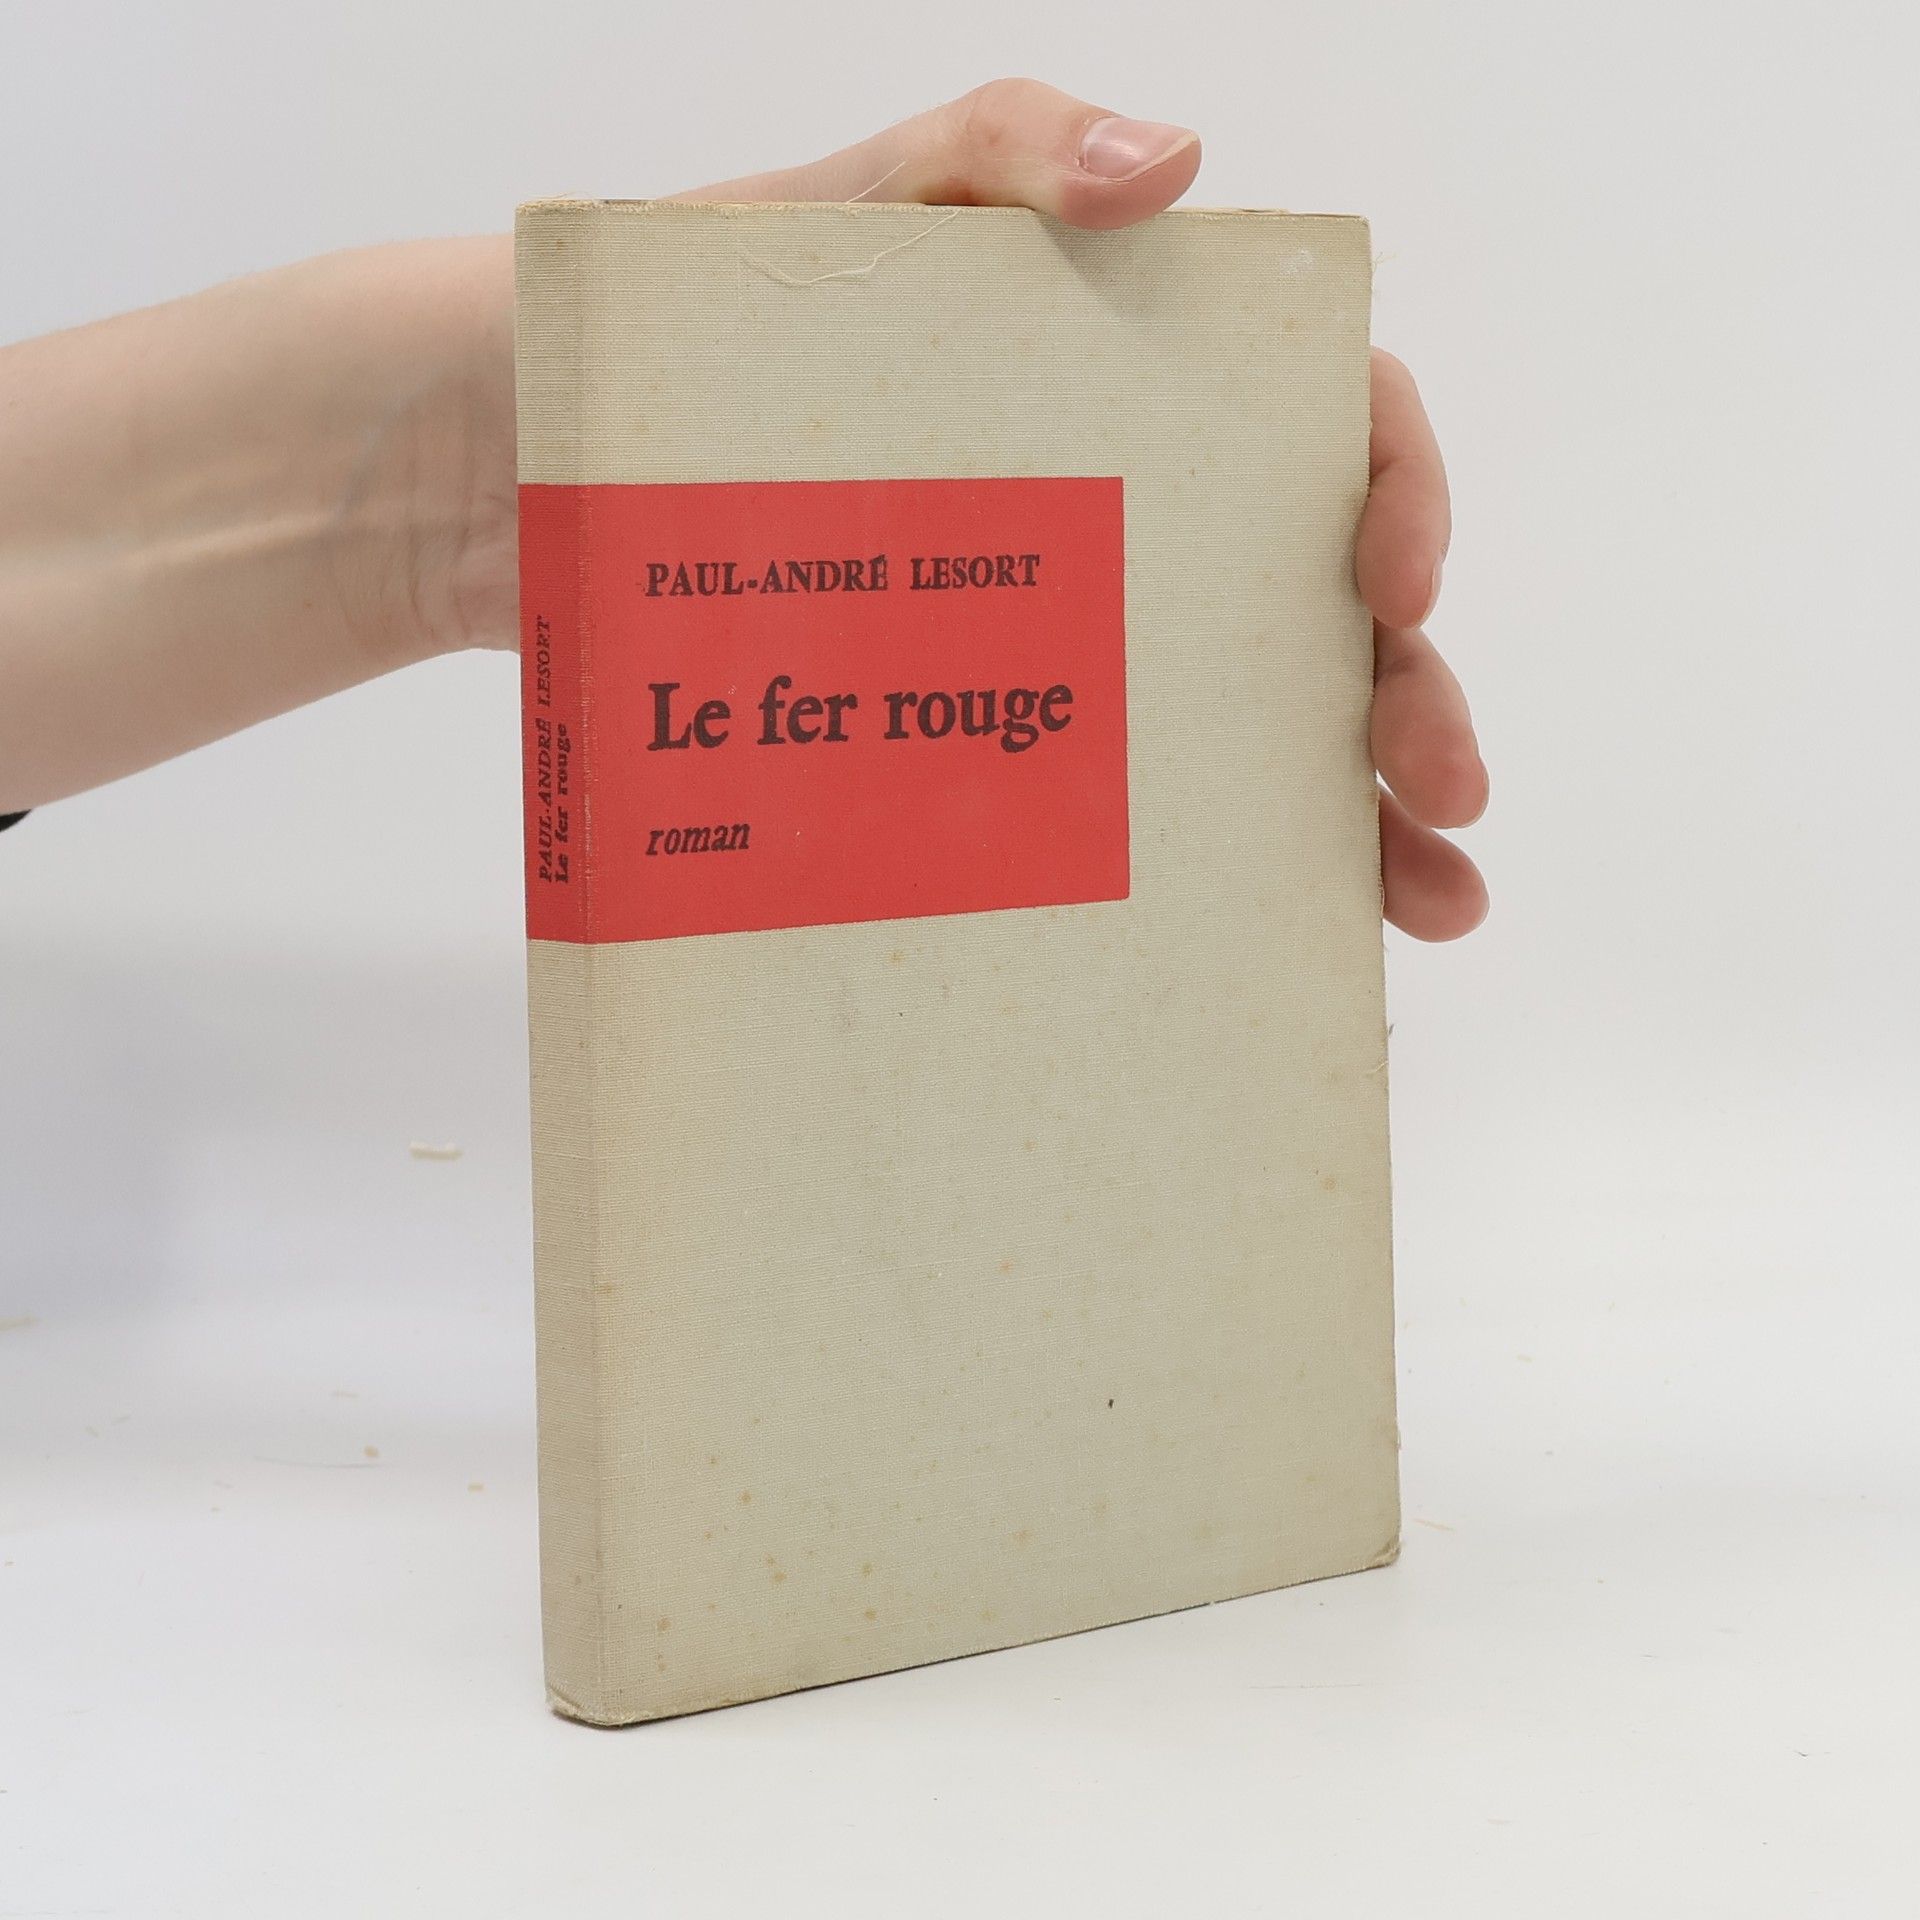 PAUL-ANDRÉ LESORT
Le fer rouge
roman
PAUL-ANDRÉ LESORT
Le fer rouge